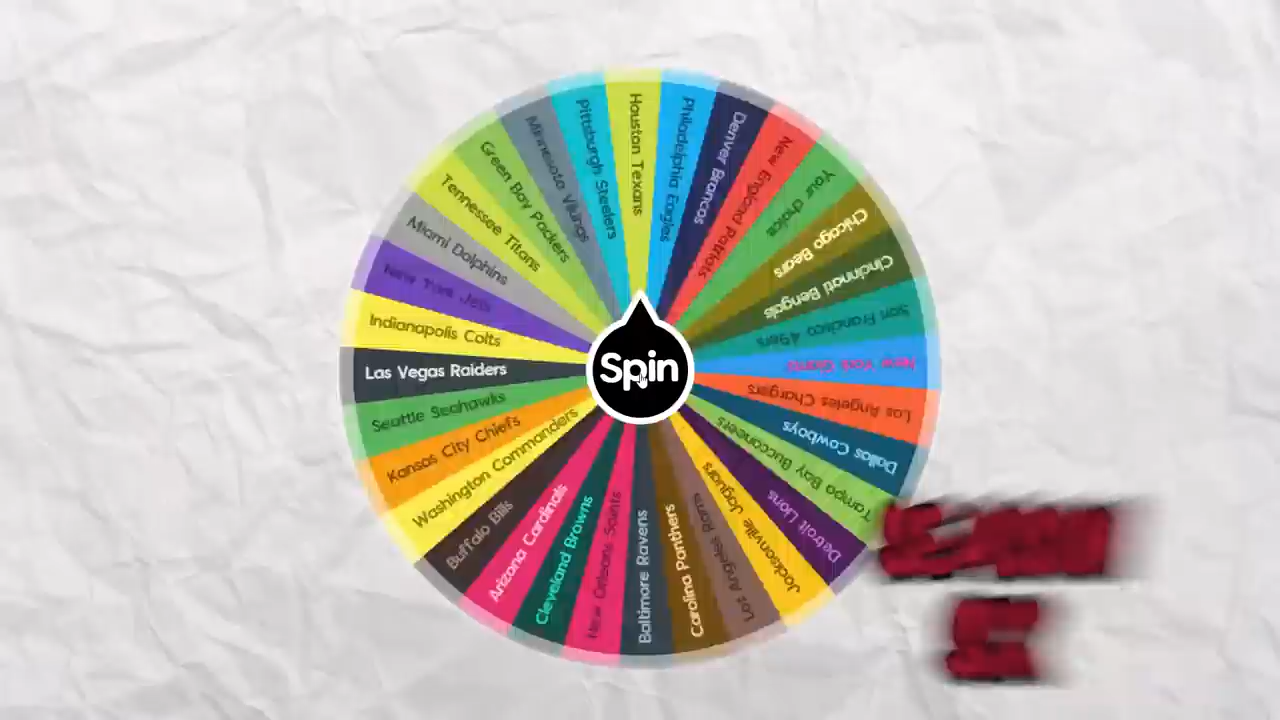 Houston Texans
Philadelphia Eagles
Denver Broncos
New England Patriots
Your choice
Chicago Bears
Cincinnati Bengals
San Francisco 49ers
New York Giants
Los Angeles Chargers
Dallas Cowboys
Tampa Bay Buccaneers
Detroit Lions
Jacksonville Jaguars
Los Angeles Rams
Carolina Panthers
Baltimore Ravens
New Orleans Saints
Cleveland Browns
Arizona Cardinals
Buffalo Bills
Washington Commanders
Kansas City Chiefs
Seattle Seahawks
Las Vegas Raiders
Indianapolis Colts
New York Jets
Miami Dolphins
Tennessee Titans
Green Bay Packers
Minnesota Vikings
Pittsburgh Steelers
Spin